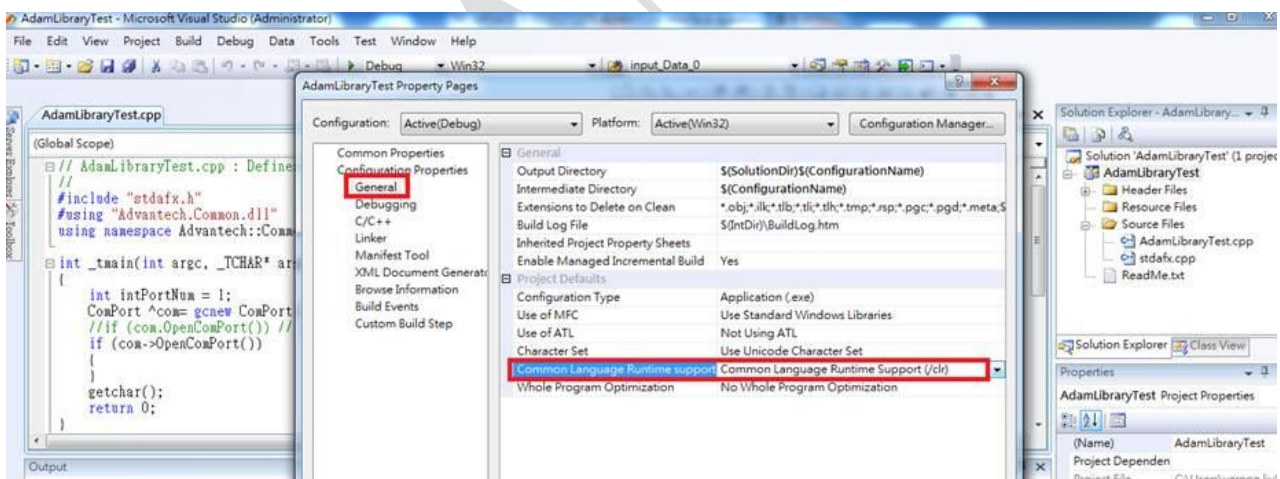 AdamLibraryTest - Microsoft Visual Studio (Administrator)
File Edit View Project Build Debug Data Tools Test Window Help
Debug Win32 input_Data_0
AdamLibraryTest.cpp
(Global Scope)
// AdamLibraryTest.cpp : Define
//
#include "stdafx.h"
#using "Advantech.Common.dll"
using namespace Advantech::Comm
int _tmain(int argc, _TCHAR* ar
{
int intPortNum = 1;
ComPort ^com= gcnew ComPort
//if (com.OpenComPort()) //
if (com->OpenComPort())
{
}
getchar();
return 0;
}
Output
Server Explorer
Toolbox
AdamLibraryTest Property Pages
Configuration: Active(Debug) Platform: Active(Win32) Configuration Manager...
Common Properties
Configuration Properties
General
Debugging
C/C++
Linker
Manifest Tool
XML Document Generato
Browse Information
Build Events
Custom Build Step
General
Output Directory $(SolutionDir)$(ConfigurationName)
Intermediate Directory $(ConfigurationName)
Extensions to Delete on Clean *.obj;*.ilk;*.tlb;*.tli;*.tlh;*.tmp;*.rsp;*.pgc;*.pgd;*.meta;$
Build Log File $(IntDir)\BuildLog.htm
Inherited Project Property Sheets
Enable Managed Incremental Build Yes
Project Defaults
Configuration Type Application (.exe)
Use of MFC Use Standard Windows Libraries
Use of ATL Not Using ATL
Character Set Use Unicode Character Set
Common Language Runtime support Common Language Runtime Support (/clr)
Whole Program Optimization No Whole Program Optimization
Solution Explorer - AdamLibrary...
Solution 'AdamLibraryTest' (1 projec
AdamLibraryTest
Header Files
Resource Files
Source Files
AdamLibraryTest.cpp
stdafx.cpp
ReadMe.txt
Solution Explorer Class View
Properties
AdamLibraryTest Project Properties
(Name) AdamLibraryTest
Project Dependen
Project File